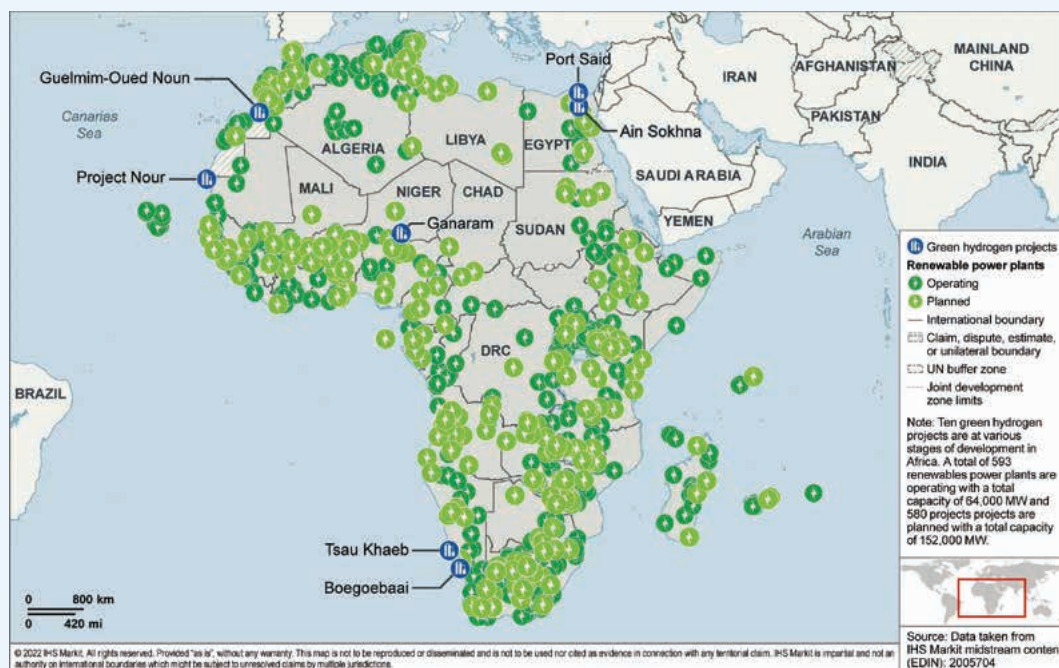 MAINLAND
CHINA
Port Said
IRAN
AFGHANISTAN
Guelmim-Oued Noun
PAKISTAN
Canarias
Sea
Ain Sokhna
LIBYA
EGYPT
ALGERIA
INDIA
SAUDI ARABIA
Project Nour
MALI
NIGER
CHAD
YEMEN
Ganaram
SUDAN
Arabian
Sea
DRC
BRAZIL
Tsau Khaeb
Boegoebaai
0 800 km
0 420 mi
Green hydrogen projects
Renewable power plants
Operating
Planned
International boundary
Claim, dispute, estimate,
or unilateral boundary
UN buffer zone
Joint development
zone limits
Note: Ten green hydrogen
projects are at various
stages of development in
Africa. A total of 593
renewables power plants are
operating with a total
capacity of 64,000 MW and
580 projects projects are
planned with a total capacity
of 152,000 MW.
Source: Data taken from
IHS Markit midstream content
(EDIN): 2005704
© 2022 IHS Markit. All rights reserved. Provided "as is", without any warranty. This map is not to be reproduced or disseminated and is not to be used nor cited as evidence in connection with any territorial claim. IHS Markit is impartial and not an
authority on international boundaries which might be subject to unresolved claims by multiple jurisdictions.